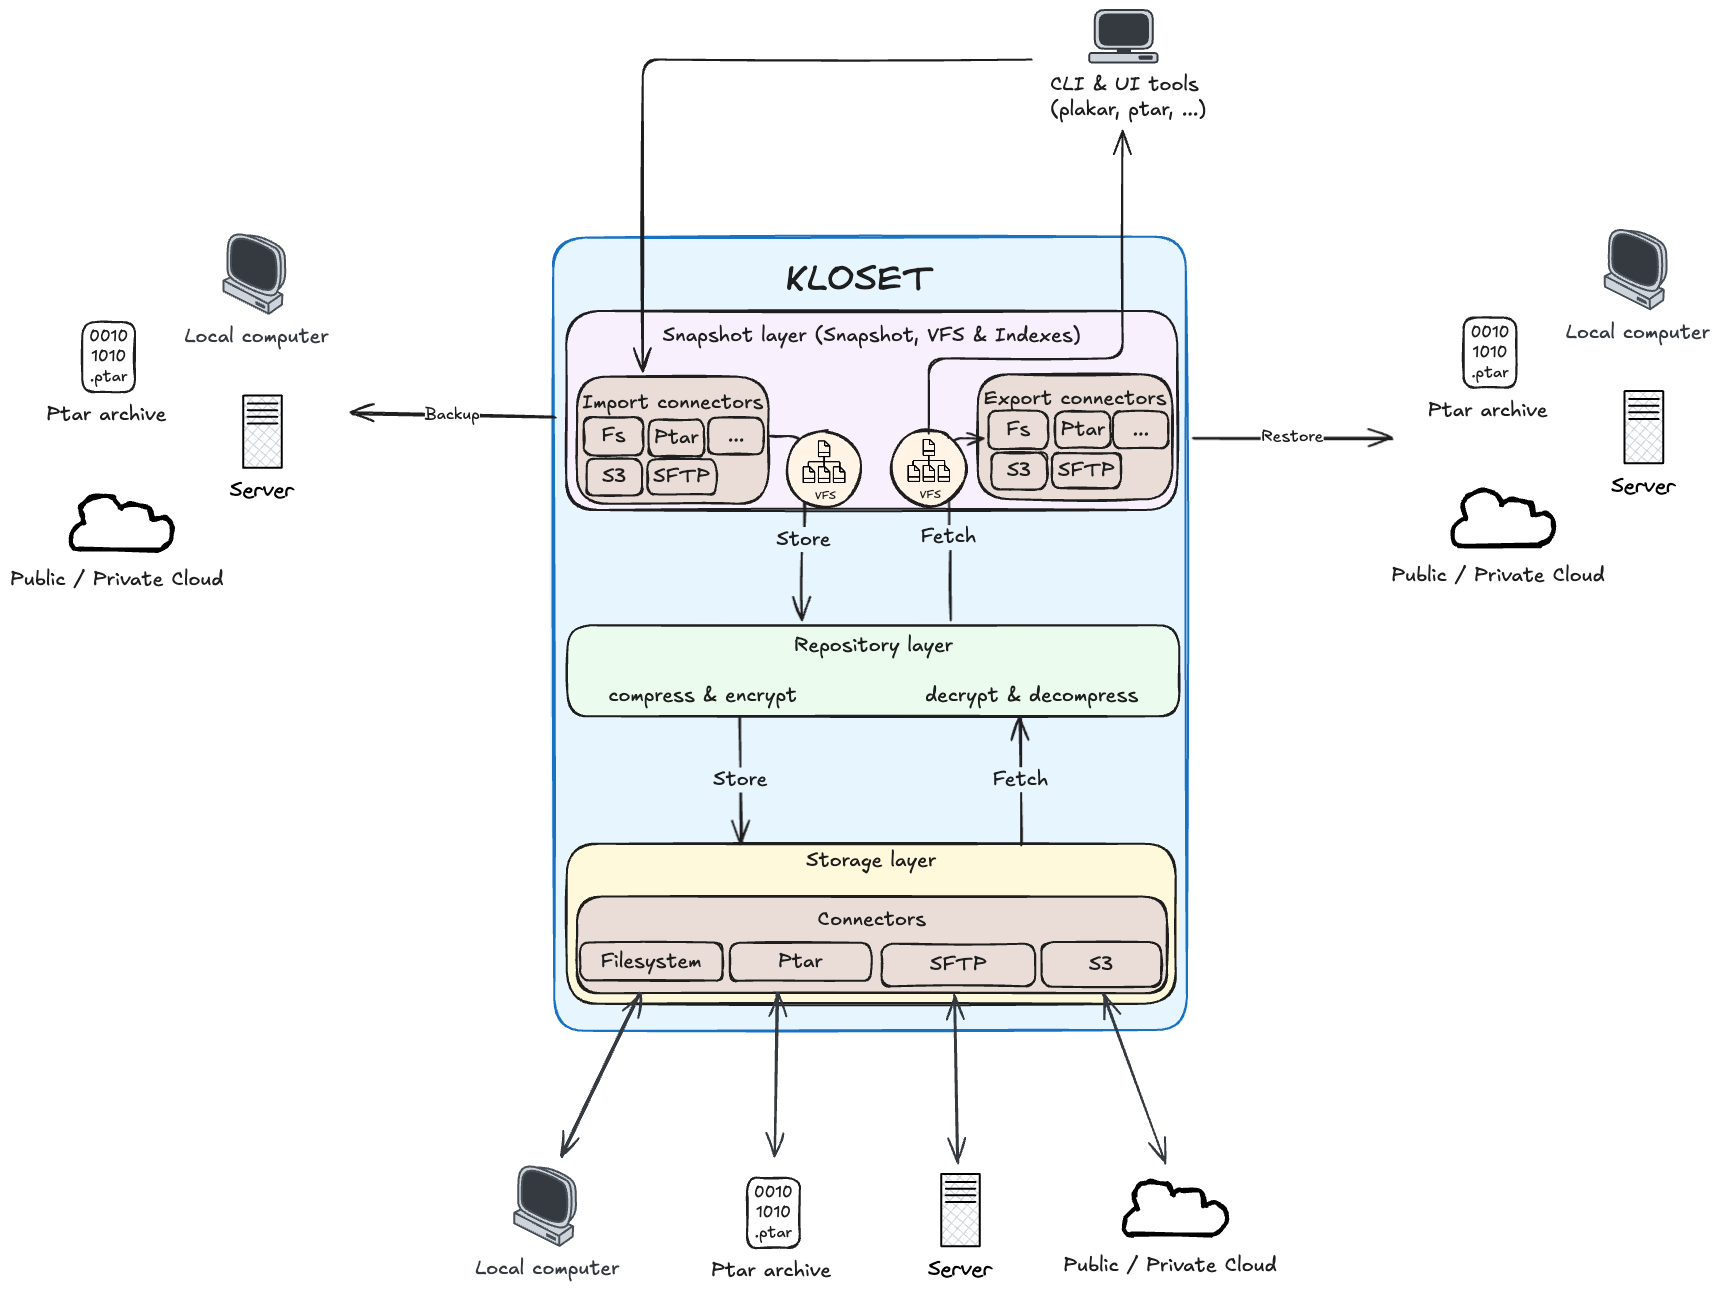 CLI & UI tools
(plakar, ptar, ...)
KLOSET
Snapshot layer (Snapshot, VFS & Indexes)
Import connectors
Fs
Ptar
...
S3
SFTP
VFS
VFS
Export connectors
Fs
Ptar
...
S3
SFTP
Backup
Restore
0010
1010
.ptar
Ptar archive
Local computer
Server
Public / Private Cloud
0010
1010
.ptar
Ptar archive
Local computer
Server
Public / Private Cloud
Store
Fetch
Repository layer
compress & encrypt
decrypt & decompress
Store
Fetch
Storage layer
Connectors
Filesystem
Ptar
SFTP
S3
Local computer
0010
1010
.ptar
Ptar archive
Server
Public / Private Cloud